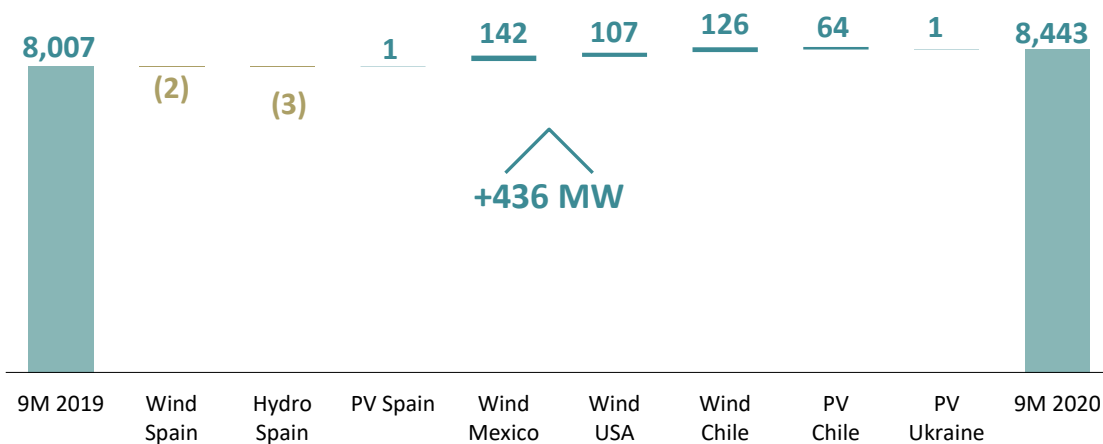 8,007
(2)
(3)
1
142
107
126
64
1
8,443
+436 MW
9M 2019
Wind
Spain
Hydro
Spain
PV Spain
Wind
Mexico
Wind
USA
Wind
Chile
PV
Chile
PV
Ukraine
9M 2020